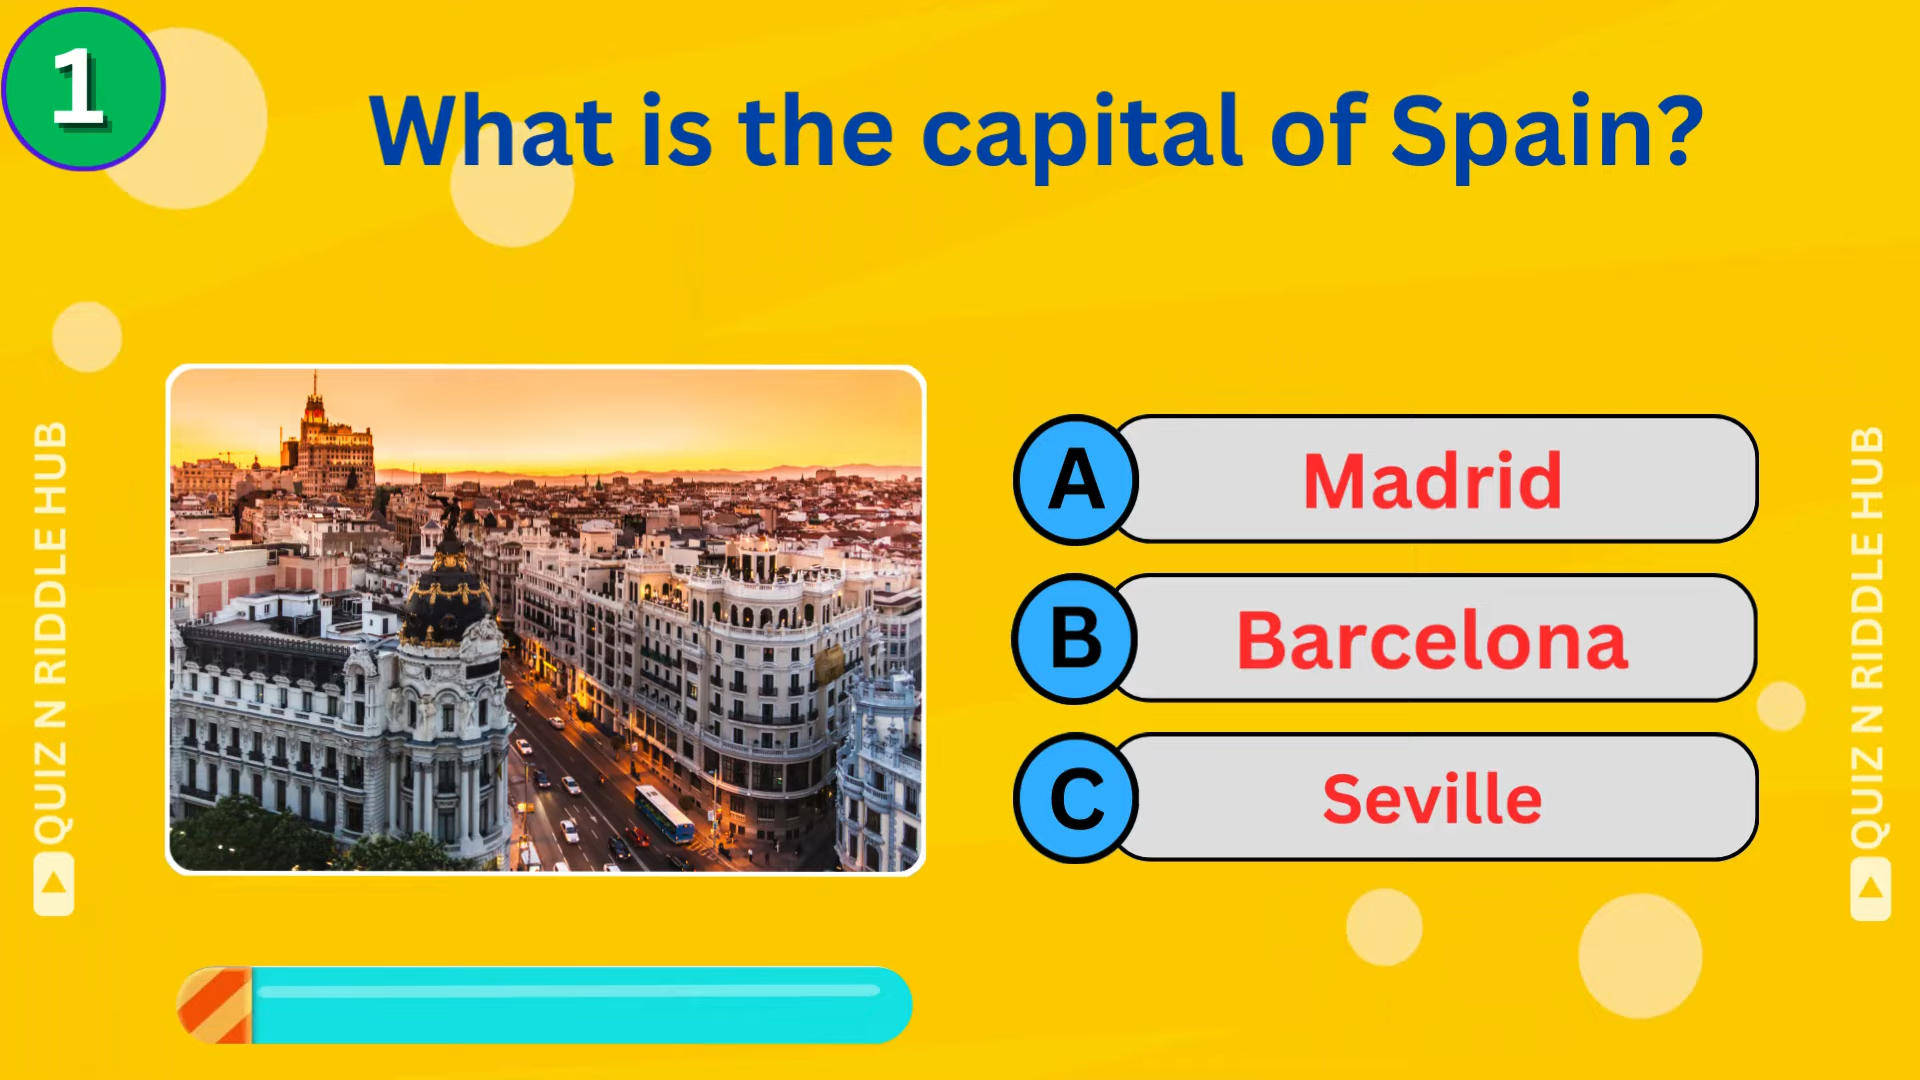 1
What is the capital of Spain?
A Madrid
B Barcelona
C Seville
QUIZ N RIDDLE HUB
QUIZ N RIDDLE HUB